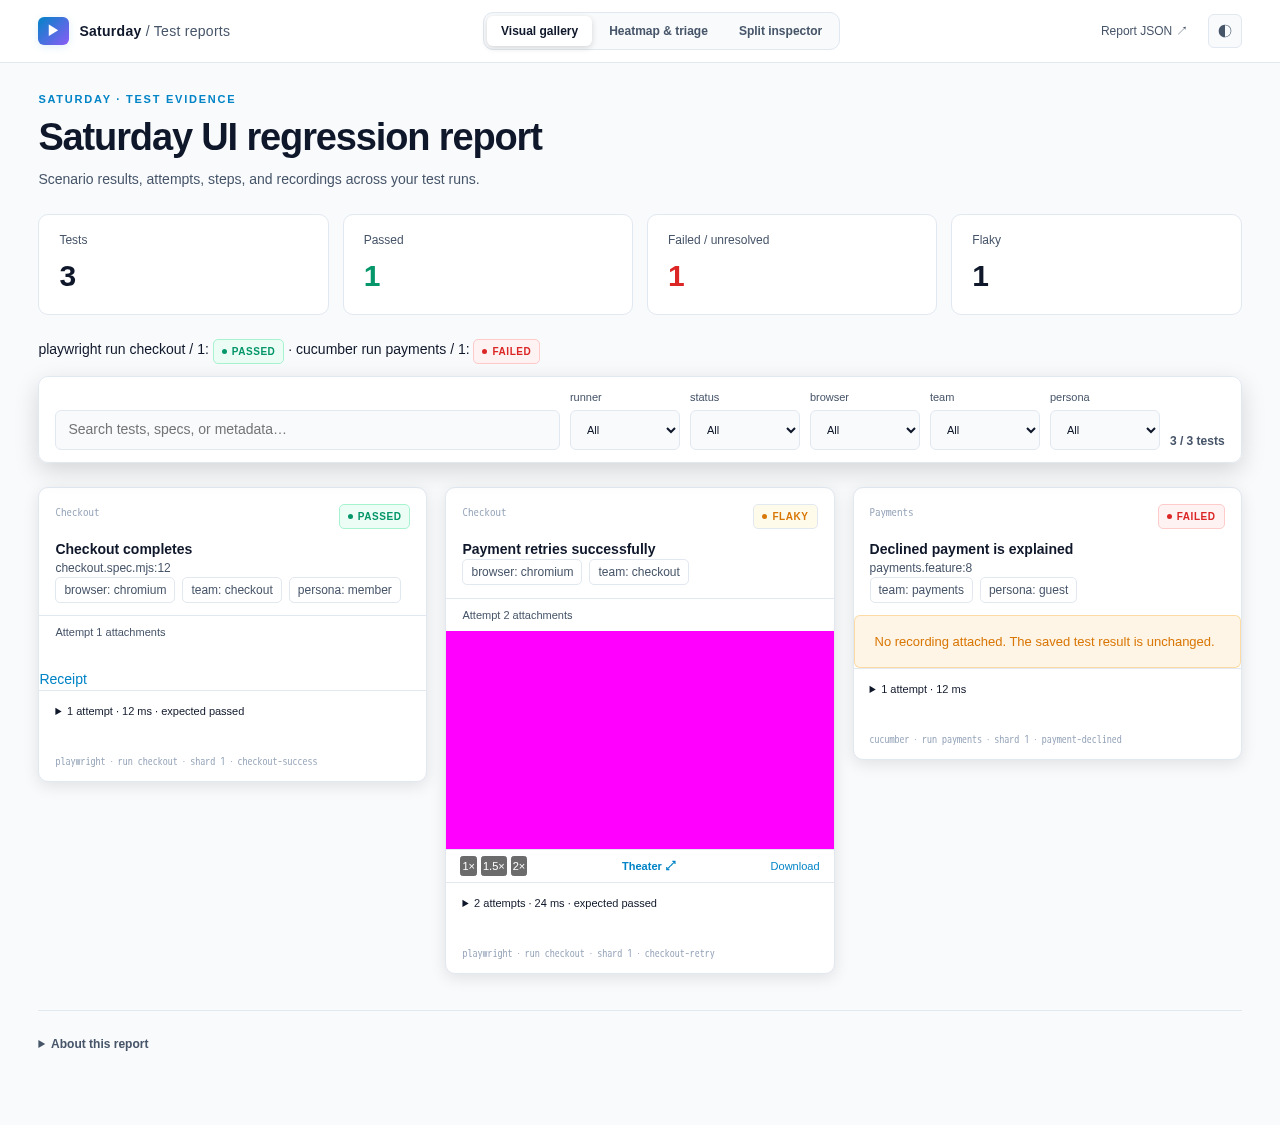 Saturday / Test reports
Visual gallery
Heatmap & triage
Split inspector
Report JSON ↗
SATURDAY · TEST EVIDENCE
Saturday UI regression report
Scenario results, attempts, steps, and recordings across your test runs.
Tests
3
Passed
1
Failed / unresolved
1
Flaky
1
playwright run checkout / 1: PASSED · cucumber run payments / 1: FAILED
Search tests, specs, or metadata…
runner
All
status
All
browser
All
team
All
persona
All
3 / 3 tests
Checkout
PASSED
Checkout completes
checkout.spec.mjs:12
browser: chromium
team: checkout
persona: member
Attempt 1 attachments
Receipt
1 attempt · 12 ms · expected passed
playwright · run checkout · shard 1 · checkout-success
Checkout
FLAKY
Payment retries successfully
browser: chromium
team: checkout
Attempt 2 attachments
1×
1.5×
2×
Theater ⤢
Download
2 attempts · 24 ms · expected passed
playwright · run checkout · shard 1 · checkout-retry
Payments
FAILED
Declined payment is explained
payments.feature:8
team: payments
persona: guest
No recording attached. The saved test result is unchanged.
1 attempt · 12 ms
cucumber · run payments · shard 1 · payment-declined
About this report